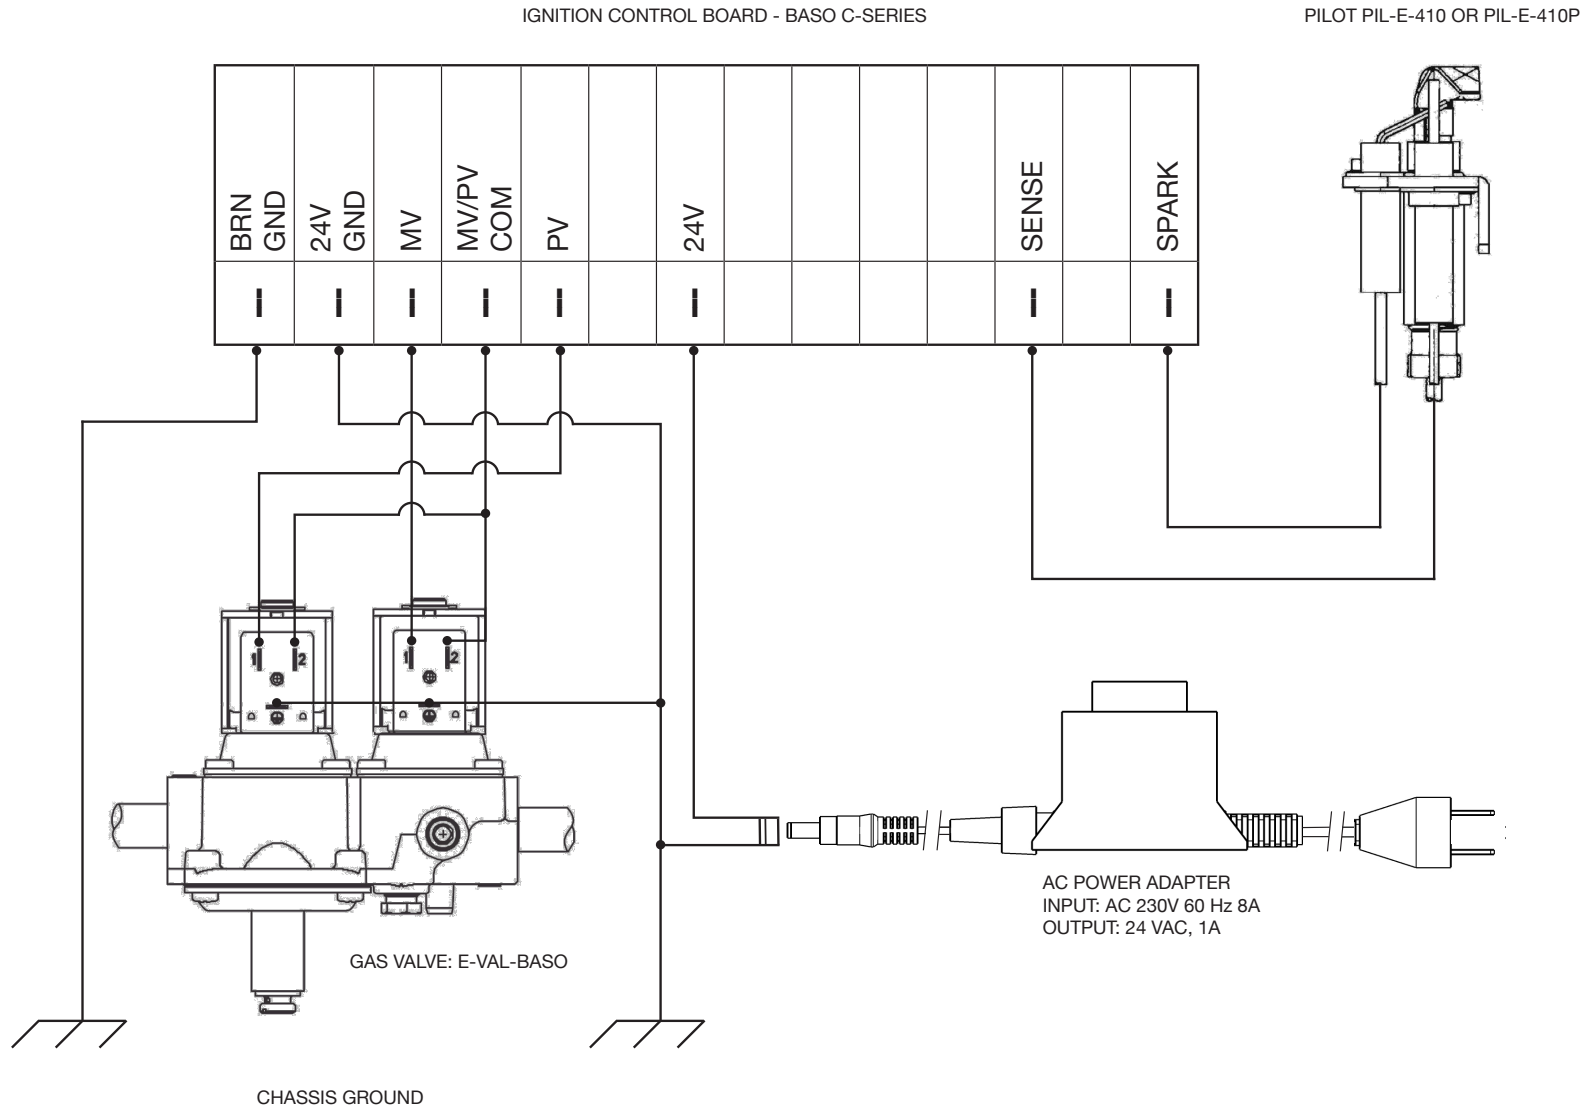 IGNITION CONTROL BOARD - BASO C-SERIES
PILOT PIL-E-410 OR PIL-E-410P
BRN
GND
24V
GND
MV
MV/PV
COM
PV
24V
SENSE
SPARK
1
2
1
2
AC POWER ADAPTER
INPUT: AC 230V 60 Hz 8A
OUTPUT: 24 VAC, 1A
GAS VALVE: E-VAL-BASO
CHASSIS GROUND